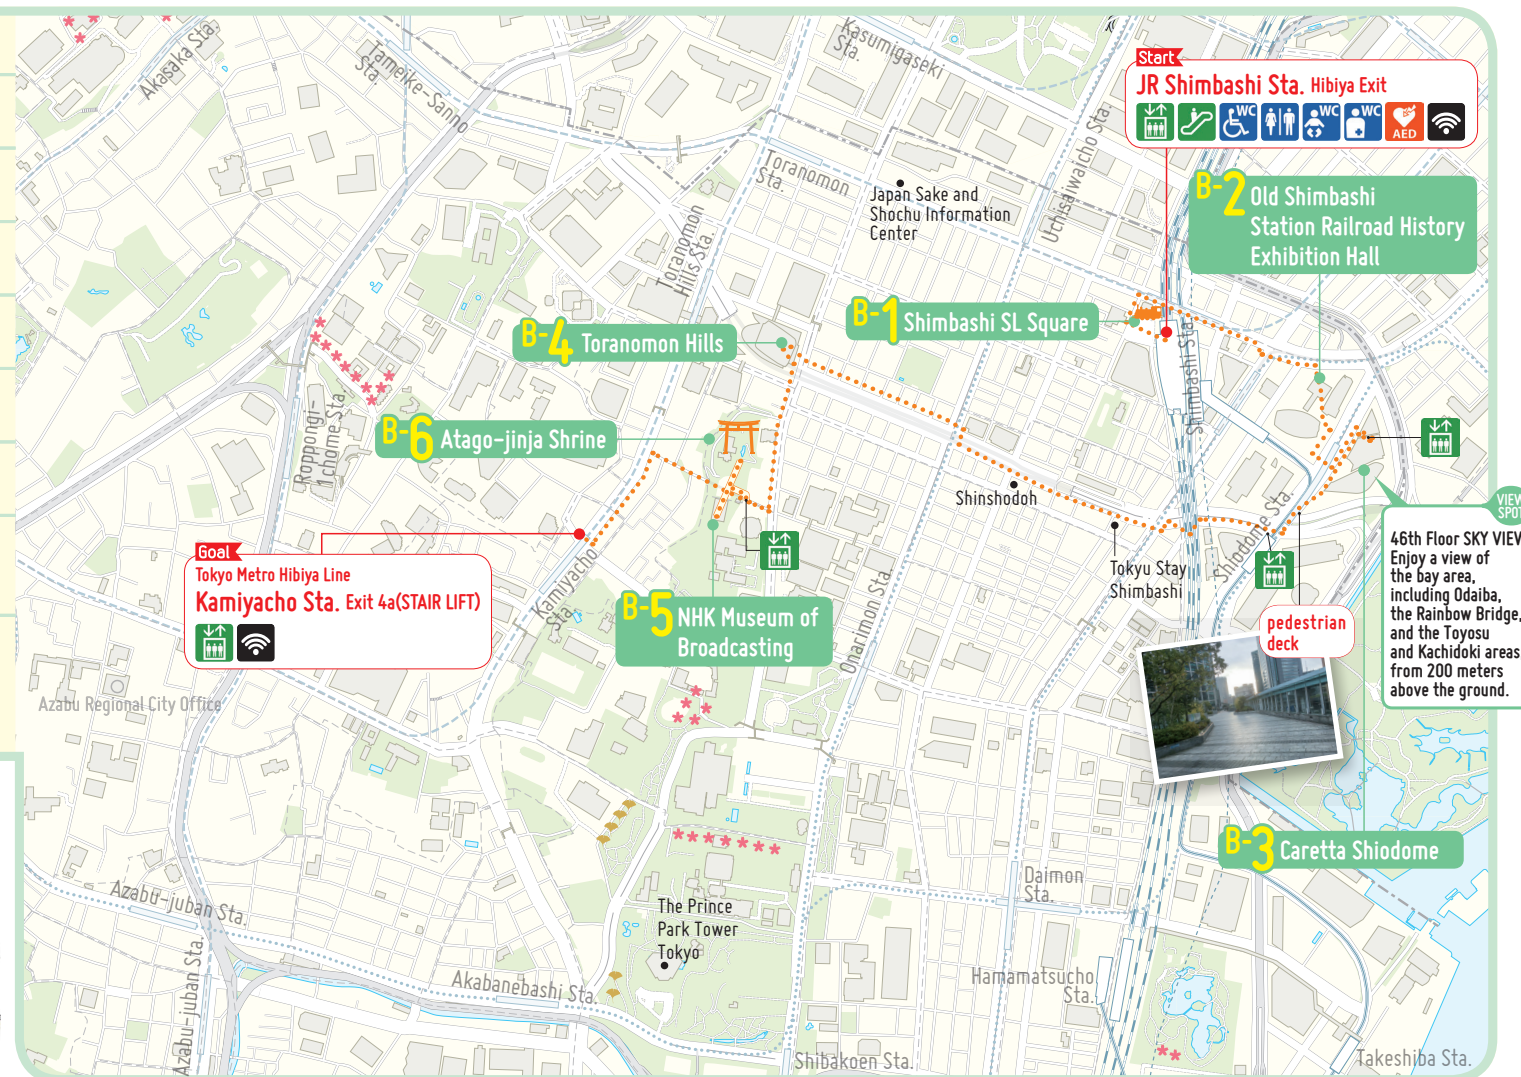 Start
JR Shimbashi Sta. Hibiya Exit
WC
WC
WC
AED
B-2
Old Shimbashi
Station Railroad History
Exhibition Hall
B-1 Shimbashi SL Square
B-4 Toranomon Hills
B-6 Atago-jinja Shrine
Goal
Tokyo Metro Hibiya Line
Kamiyacho Sta. Exit 4a(STAIR LIFT)
B-5 NHK Museum of
Broadcasting
B-3 Caretta Shiodome
VIEW
SPOT
46th Floor SKY VIEW
Enjoy a view of
the bay area,
including Odaiba,
the Rainbow Bridge,
and the Toyosu
and Kachidoki areas
from 200 meters
above the ground.
pedestrian
deck
Akasaka Sta.
Tameike-Sanno
Sta.
Kasumigaseki
Sta.
Toranomon
Sta.
Japan Sake and
Shochu Information
Center
Uchisaiwaicho Sta.
Toranomon
Hills Sta.
Shimbashi Sta.
Roppongi-
1chome Sta.
Shinshodoh
Tokyu Stay
Shimbashi
Shiodome Sta.
Kamiyacho
Sta.
Onarimon Sta.
Azabu Regional City Office
Azabu-juban Sta.
Azabu-juban Sta.
Akabanebashi Sta.
The Prince
Park Tower
Tokyo
Daimon
Sta.
Hamamatsucho
Sta.
Shibakoen Sta.
Takeshiba Sta.